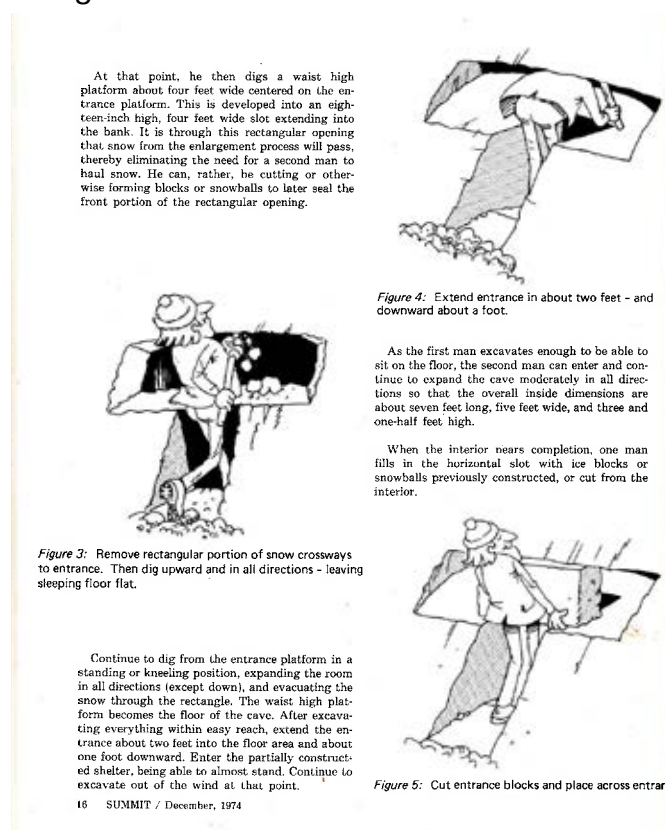 At that point, he then digs a waist high
platform about four feet wide centered on the en-
trance platform. This is developed into an eigh-
teen-inch high, four feet wide slot extending into
the bank. It is through this rectangular opening
that snow from the enlargement process will pass,
thereby eliminating the need for a second man to
haul snow. He can, rather, be cutting or other-
wise forming blocks or snowballs to later seal the
front portion of the rectangular opening.
Figure 3: Remove rectangular portion of snow crossways
to entrance. Then dig upward and in all directions - leaving
sleeping floor flat.
Continue to dig from the entrance platform in a
standing or kneeling position, expanding the room
in all directions (except down), and evacuating the
snow through the rectangle. The waist high plat-
form becomes the floor of the cave. After excava-
ting everything within easy reach, extend the en-
trance about two feet into the floor area and about
one foot downward. Enter the partially construct-
ed shelter, being able to almost stand. Continue to
excavate out of the wind at that point.
16 SUMMIT / December, 1974
Figure 4: Extend entrance in about two feet - and
downward about a foot.
As the first man excavates enough to be able to
sit on the floor, the second man can enter and con-
tinue to expand the cave moderately in all direc-
tions so that the overall inside dimensions are
about seven feet long, five feet wide, and three and
one-half feet high.
When the interior nears completion, one man
fills in the horizontal slot with ice blocks or
snowballs previously constructed, or cut from the
interior.
Figure 5: Cut entrance blocks and place across entrar